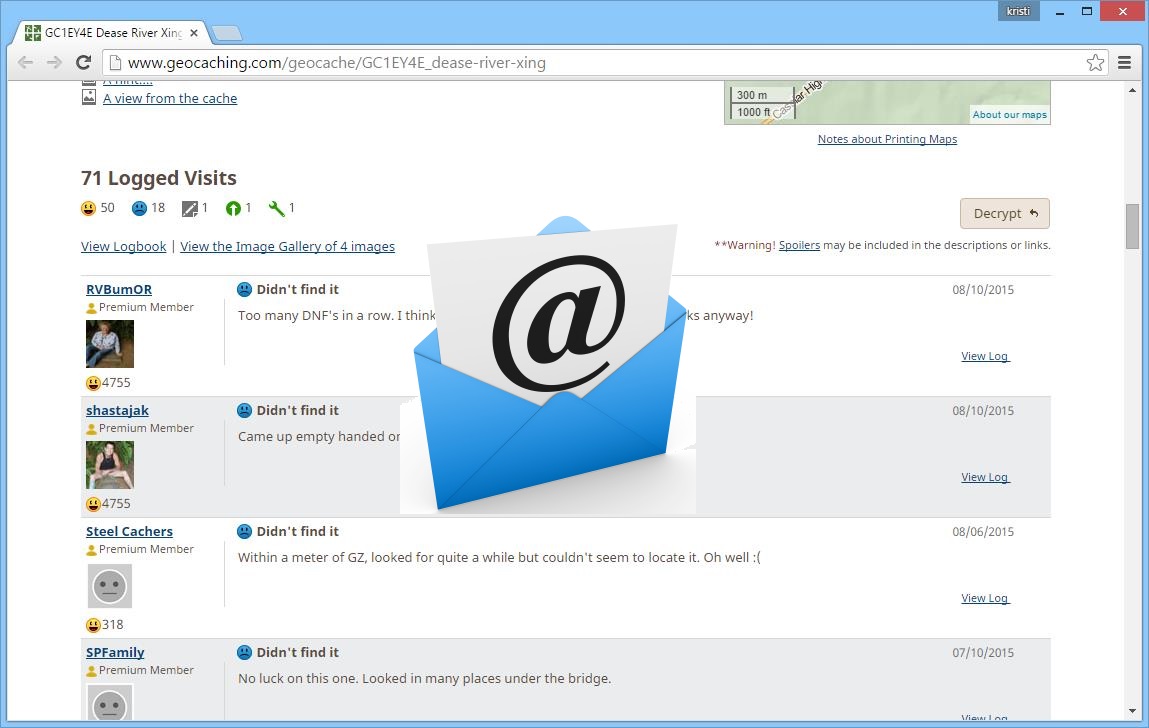 kristi
GC1EY4E Dease River Xing
www.geocaching.com/geocache/GC1EY4E_dease-river-xing
A hint....
A view from the cache
300 m
1000 ft
About our maps
Notes about Printing Maps
71 Logged Visits
50 18 1 1 1
Decrypt
View Logbook | View the Image Gallery of 4 images
**Warning! Spoilers may be included in the descriptions or links.
RVBumOR
Didn't find it
08/10/2015
Premium Member
Too many DNF's in a row. I think
anyway!
View Log
4755
shastajak
Didn't find it
08/10/2015
Premium Member
Came up empty handed
View Log
4755
@
Steel Cachers
Didn't find it
08/06/2015
Premium Member
Within a meter of GZ, looked for quite a while but couldn't seem to locate it. Oh well :(
View Log
318
SPFamily
Didn't find it
07/10/2015
Premium Member
No luck on this one. Looked in many places under the bridge.
View Log